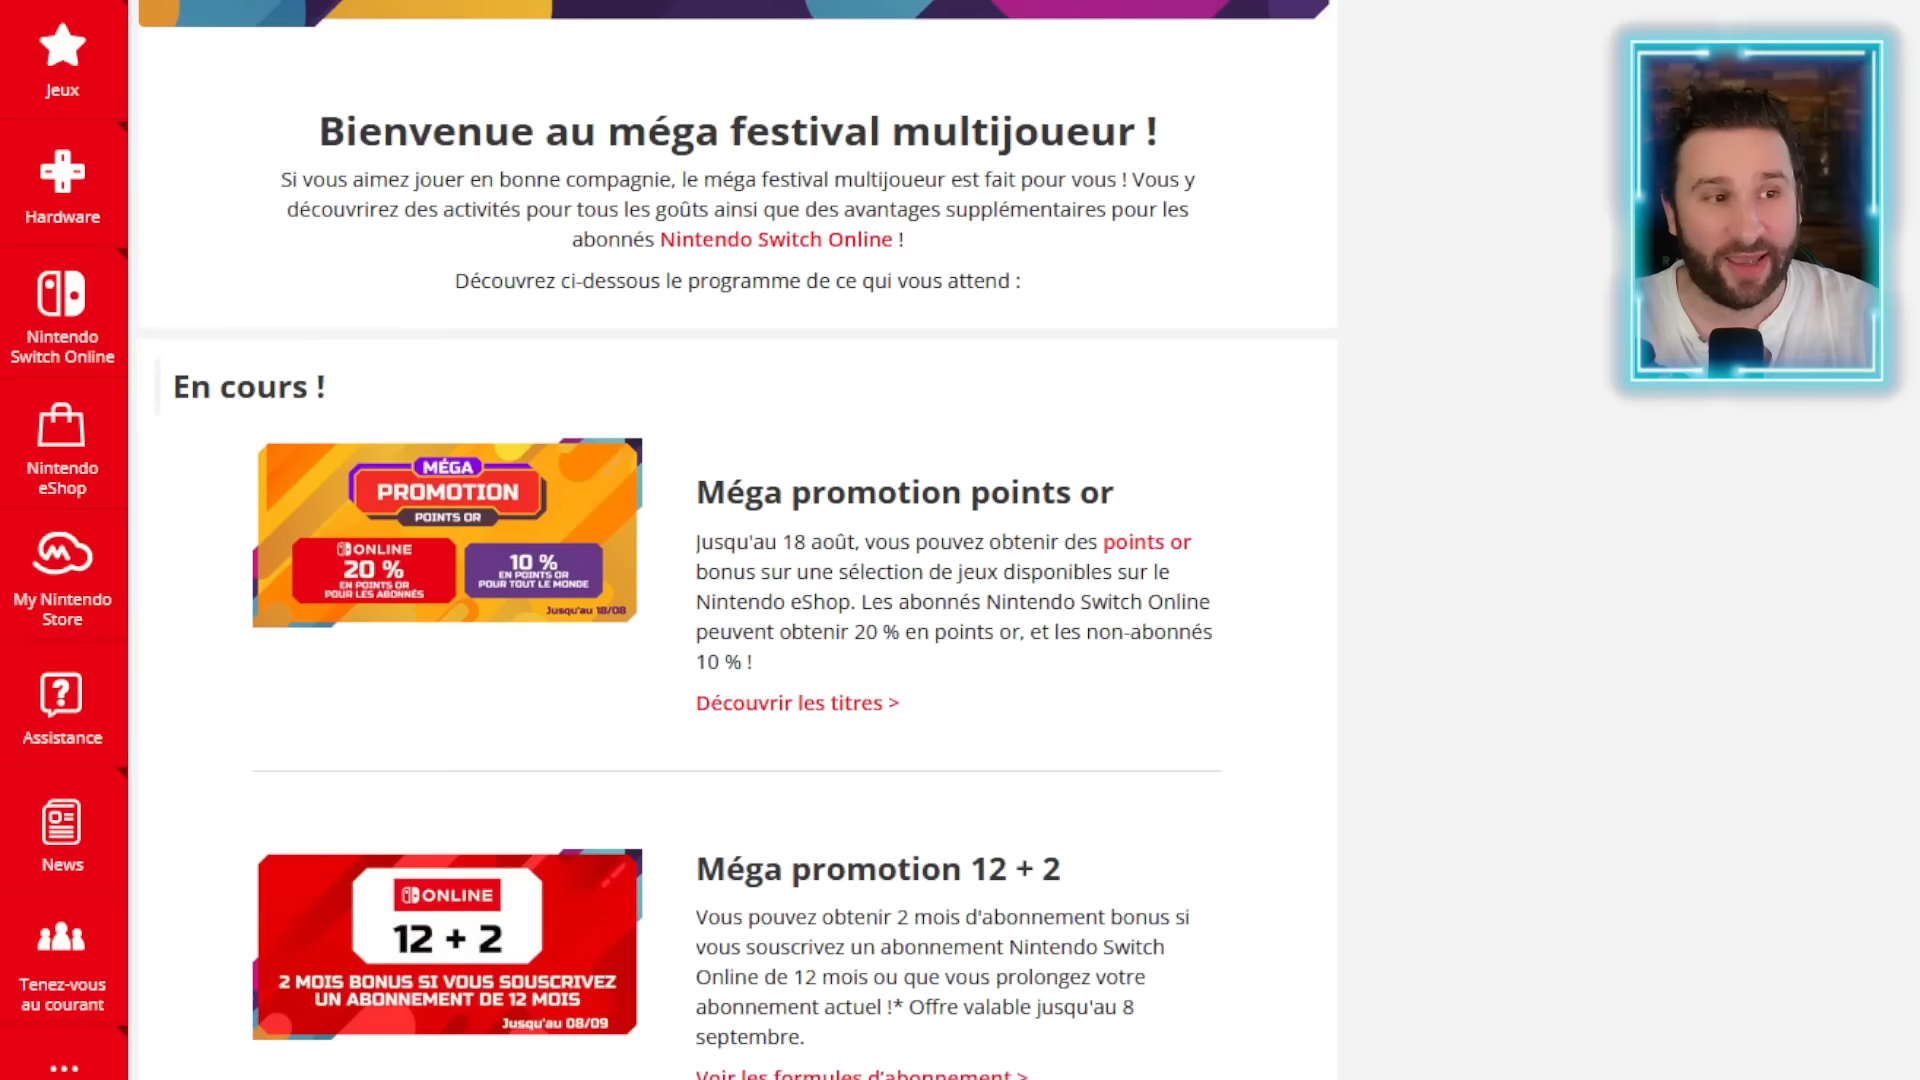 Jeux
Hardware
Nintendo
Switch Online
Nintendo
eShop
My Nintendo
Store
Assistance
News
Tenez-vous
au courant
Bienvenue au méga festival multijoueur !
Si vous aimez jouer en bonne compagnie, le méga festival multijoueur est fait pour vous ! Vous y
découvrirez des activités pour tous les goûts ainsi que des avantages supplémentaires pour les
abonnés Nintendo Switch Online !
Découvrez ci-dessous le programme de ce qui vous attend :
En cours !
MÉGA
PROMOTION
POINTS OR
ONLINE
20 %
EN POINTS OR
POUR LES ABONNÉS
10 %
EN POINTS OR
POUR TOUT LE MONDE
Jusqu'au 18/08
Méga promotion points or
Jusqu'au 18 août, vous pouvez obtenir des points or
bonus sur une sélection de jeux disponibles sur le
Nintendo eShop. Les abonnés Nintendo Switch Online
peuvent obtenir 20 % en points or, et les non-abonnés
10 % !
Découvrir les titres >
ONLINE
12 + 2
2 MOIS BONUS SI VOUS SOUSCRIVEZ
UN ABONNEMENT DE 12 MOIS
Jusqu'au 08/09
Méga promotion 12 + 2
Vous pouvez obtenir 2 mois d'abonnement bonus si
vous souscrivez un abonnement Nintendo Switch
Online de 12 mois ou que vous prolongez votre
abonnement actuel !* Offre valable jusqu'au 8
septembre.
Voir les formules d'abonnement >